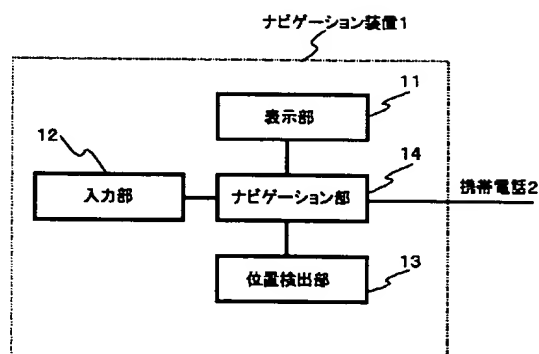 ナビゲーション装置1
11
表示部
12
14
入力部
ナビゲーション部
携帯電話2
13
位置検出部